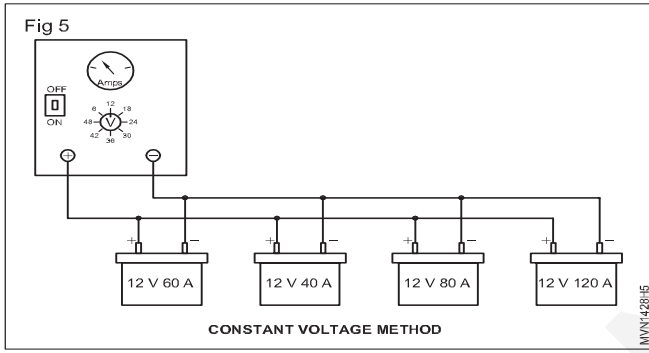 Fig 5
Amps
OFF
ON
6 12 18
48 V 24
42 36 30
+ −
+ − + − + − + −
12 V 60 A 12 V 40 A 12 V 80 A 12 V 120 A
CONSTANT VOLTAGE METHOD
MVN1428H5